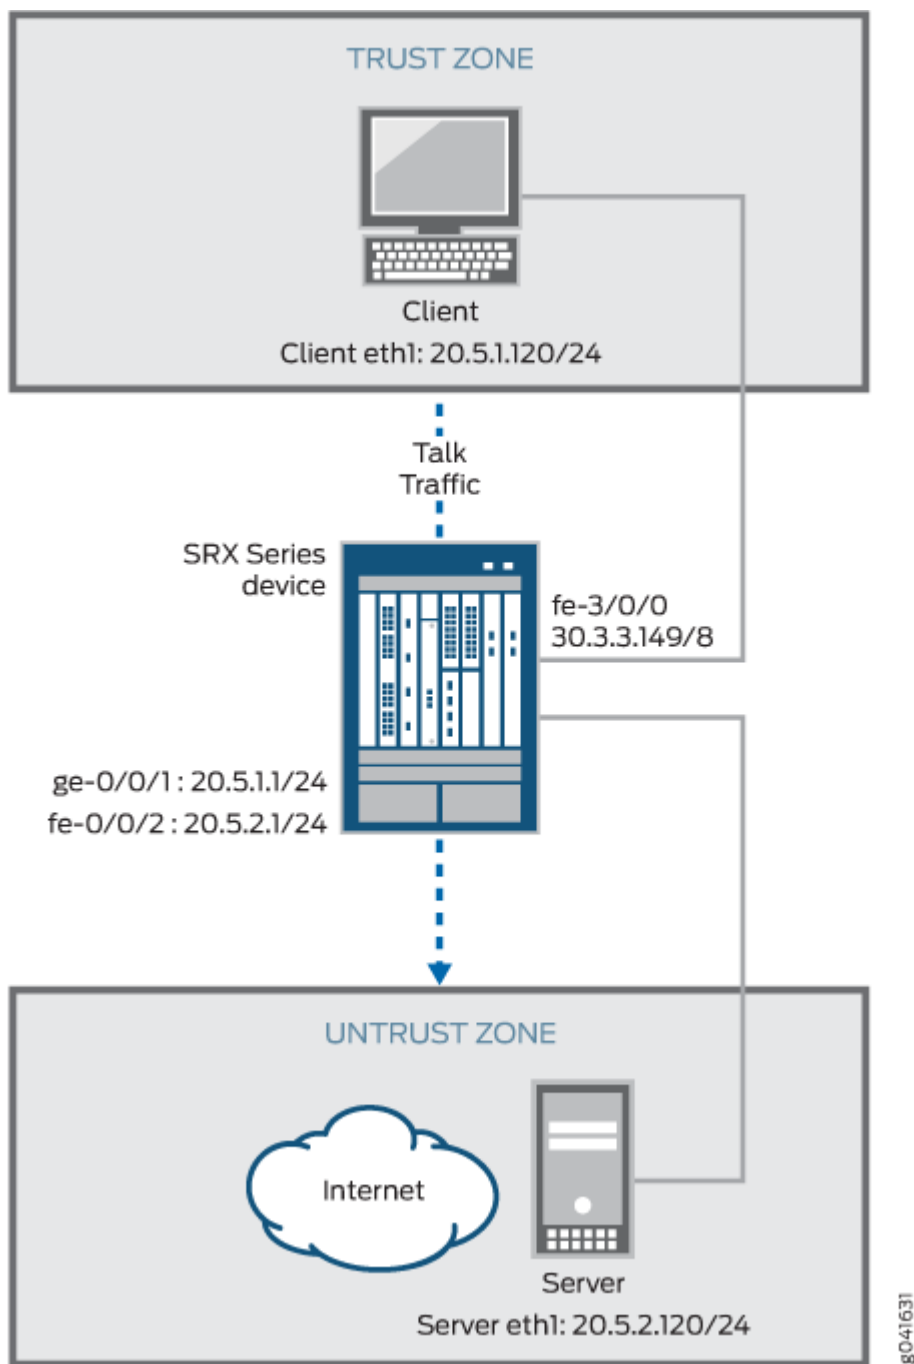 TRUST ZONE
Client
Client eth1: 20.5.1.120/24
Talk
Traffic
SRX Series
device
fe-3/0/0
30.3.3.149/8
ge-0/0/1 : 20.5.1.1/24
fe-0/0/2 : 20.5.2.1/24
UNTRUST ZONE
Internet
Server
Server eth1: 20.5.2.120/24
g041631